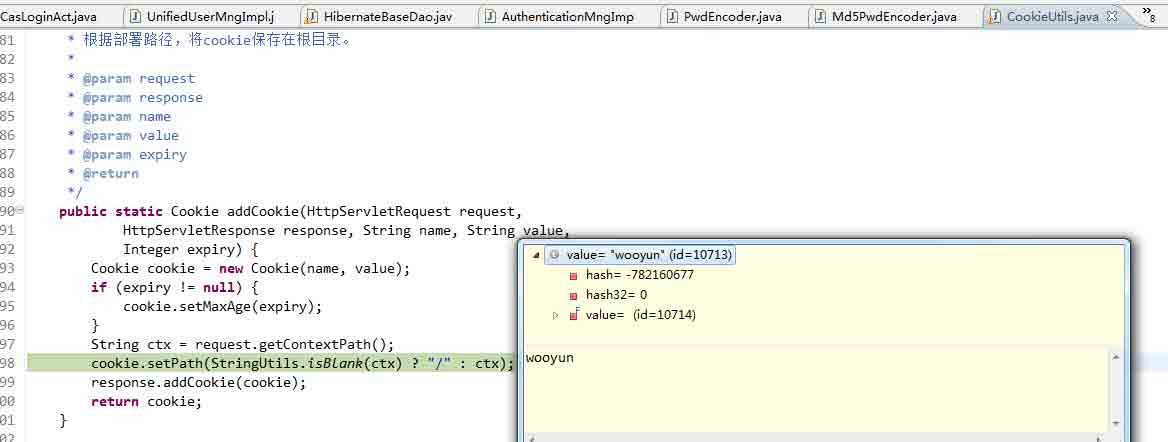 CasLoginAct.java UnifiedUserMngImpl.j HibernateBaseDao.jav AuthenticationMngImp PwdEncoder.java Md5PwdEncoder.java CookieUtils.java 8
81 * 根据部署路径，将cookie保存在根目录。
82 *
83 * @param request
84 * @param response
85 * @param name
86 * @param value
87 * @param expiry
88 * @return
89 */
90 public static Cookie addCookie(HttpServletRequest request,
91 HttpServletResponse response, String name, String value,
92 Integer expiry) {
93 Cookie cookie = new Cookie(name, value);
94 if (expiry != null) {
95 cookie.setMaxAge(expiry);
96 }
97 String ctx = request.getContextPath();
98 cookie.setPath(StringUtils.isBlank(ctx) ? "/" : ctx);
99 response.addCookie(cookie);
00 return cookie;
01 }
02
value= "wooyun" (id=10713)
hash= -782160677
hash32= 0
F value= (id=10714)
wooyun